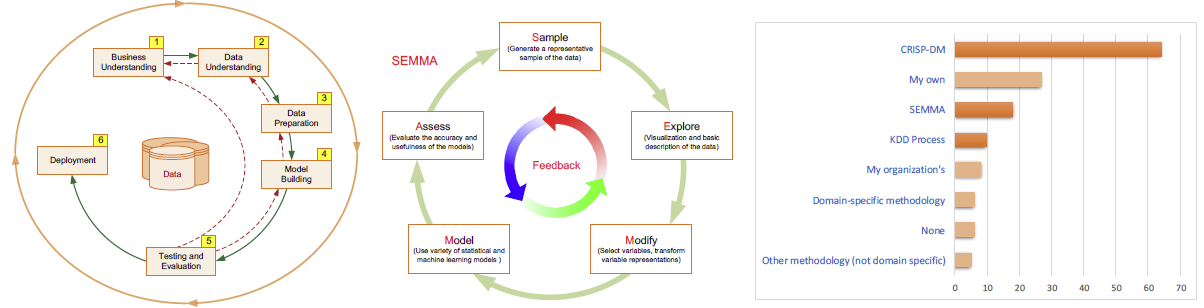 1
Business
Understanding
2
Data
Understanding
3
Data
Preparation
4
Model
Building
5
Testing and
Evaluation
6
Deployment
Data
SEMMA
Sample
(Generate a representative
sample of the data)
Explore
(Visualization and basic
description of the data)
Modify
(Select variables, transform
variable representations)
Model
(Use variety of statistical and
machine learning models )
Assess
(Evaluate the accuracy and
usefulness of the models)
Feedback
CRISP-DM
My own
SEMMA
KDD Process
My organization's
Domain-specific methodology
None
Other methodology (not domain specific)
0 10 20 30 40 50 60 70